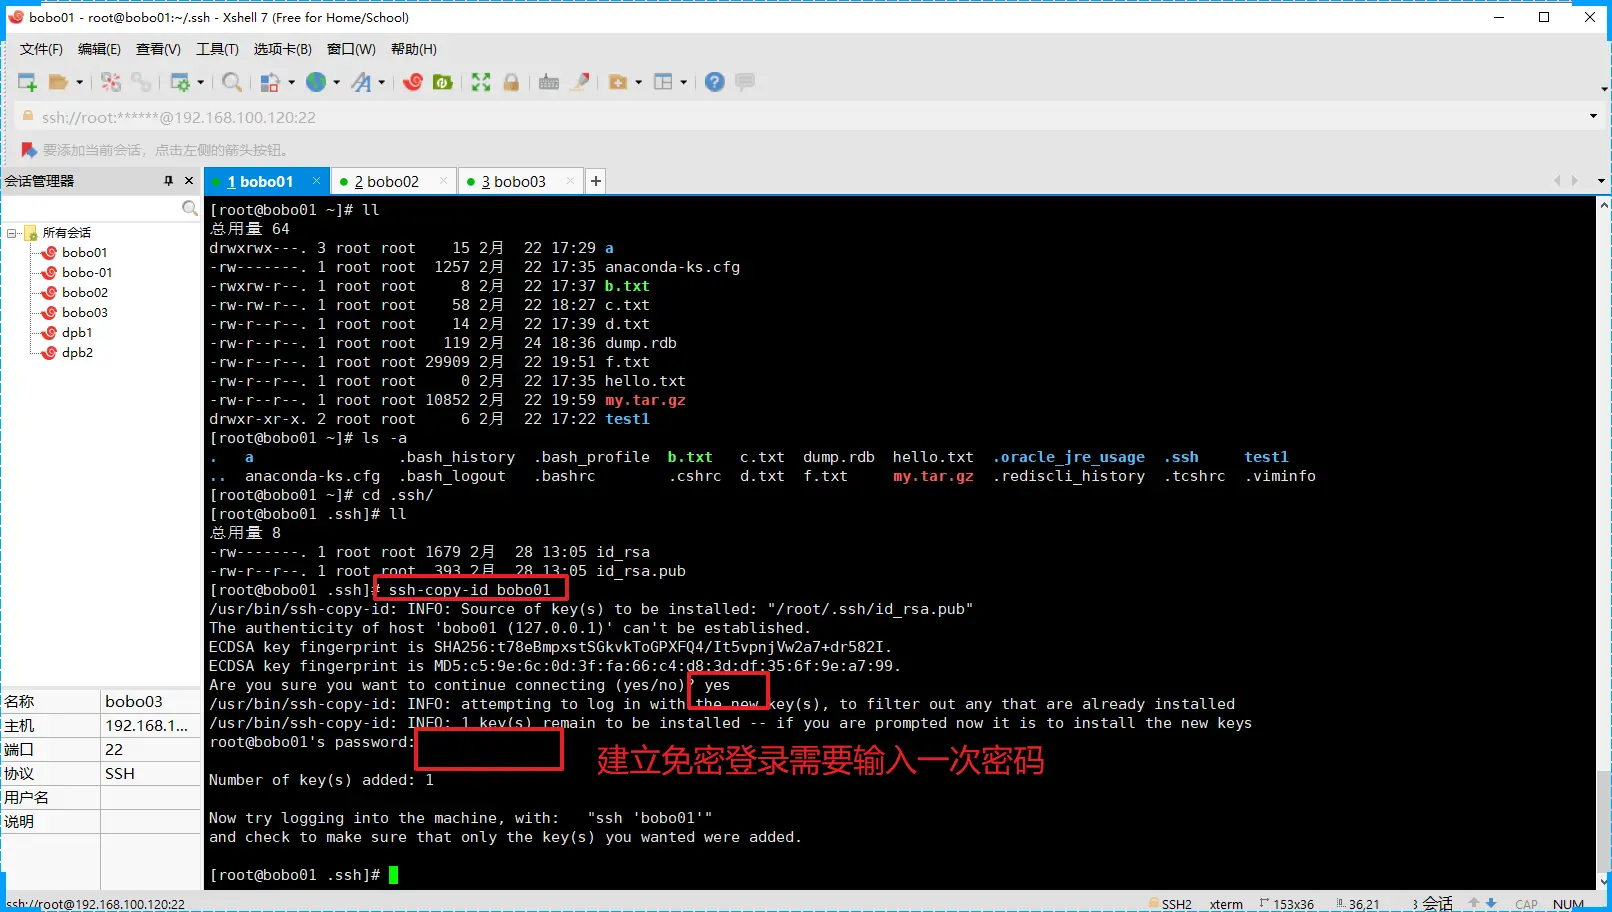 bobo01 - root@bobo01:~/.ssh - Xshell 7 (Free for Home/School)
文件(F) 编辑(E) 查看(V) 工具(T) 选项卡(B) 窗口(W) 帮助(H)
ssh://root:******@192.168.100.120:22
要添加当前会话，点击左侧的箭头按钮。
会话管理器
1 bobo01 2 bobo02 3 bobo03
所有会话
bobo01
bobo-01
bobo02
bobo03
dpb1
dpb2
名称 bobo03
主机 192.168.1...
端口 22
协议 SSH
用户名
说明
[root@bobo01 ~]# ll
总用量 64
drwxrwx---. 3 root root    15 2月  22 17:29 a
-rw-------. 1 root root  1257 2月  22 17:35 anaconda-ks.cfg
-rwxrw-r--. 1 root root     8 2月  22 17:37 b.txt
-rw-rw-r--. 1 root root    58 2月  22 18:27 c.txt
-rw-r--r--. 1 root root    14 2月  22 17:39 d.txt
-rw-r--r--. 1 root root   119 2月  24 18:36 dump.rdb
-rw-r--r--. 1 root root 29909 2月  22 19:51 f.txt
-rw-r--r--. 1 root root     0 2月  22 17:35 hello.txt
-rw-r--r--. 1 root root 10852 2月  22 19:59 my.tar.gz
drwxr-xr-x. 2 root root     6 2月  22 17:22 test1
[root@bobo01 ~]# ls -a
.   a                .bash_history  .bash_profile  b.txt   c.txt  dump.rdb  hello.txt  .oracle_jre_usage  .ssh     test1
..  anaconda-ks.cfg  .bash_logout   .bashrc        .cshrc  d.txt  f.txt     my.tar.gz  .rediscli_history  .tcshrc  .viminfo
[root@bobo01 ~]# cd .ssh/
[root@bobo01 .ssh]# ll
总用量 8
-rw-------. 1 root root 1679 2月  28 13:05 id_rsa
-rw-r--r--. 1 root root  393 2月  28 13:05 id_rsa.pub
[root@bobo01 .ssh]# ssh-copy-id bobo01
/usr/bin/ssh-copy-id: INFO: Source of key(s) to be installed: "/root/.ssh/id_rsa.pub"
The authenticity of host 'bobo01 (127.0.0.1)' can't be established.
ECDSA key fingerprint is SHA256:t78eBmpxstSGkvkToGPXFQ4/It5vpnjVw2a7+dr582I.
ECDSA key fingerprint is MD5:c5:9e:6c:0d:3f:fa:66:c4:d8:3d:df:35:6f:9e:a7:99.
Are you sure you want to continue connecting (yes/no)? yes
/usr/bin/ssh-copy-id: INFO: attempting to log in with the new key(s), to filter out any that are already installed
/usr/bin/ssh-copy-id: INFO: 1 key(s) remain to be installed -- if you are prompted now it is to install the new keys
root@bobo01's password:
建立免密登录需要输入一次密码
Number of key(s) added: 1
Now try logging into the machine, with:   "ssh 'bobo01'"
and check to make sure that only the key(s) you wanted were added.
[root@bobo01 .ssh]#
ssh://root@192.168.100.120:22 SSH2 xterm 153x36 36,21 3 会话 CAP NUM